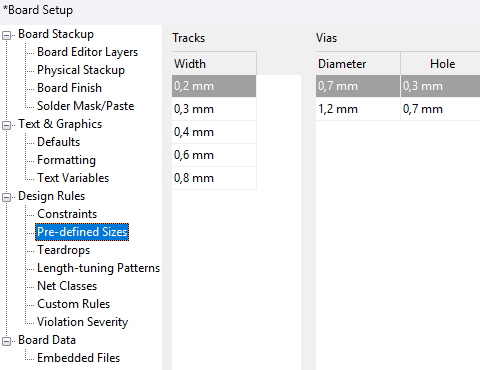 *Board Setup
Board Stackup
Board Editor Layers
Physical Stackup
Board Finish
Solder Mask/Paste
Text & Graphics
Defaults
Formatting
Text Variables
Design Rules
Constraints
Pre-defined Sizes
Teardrops
Length-tuning Patterns
Net Classes
Custom Rules
Violation Severity
Board Data
Embedded Files
Tracks
Width
0,2 mm
0,3 mm
0,4 mm
0,6 mm
0,8 mm
Vias
Diameter Hole
0,7 mm 0,3 mm
1,2 mm 0,7 mm